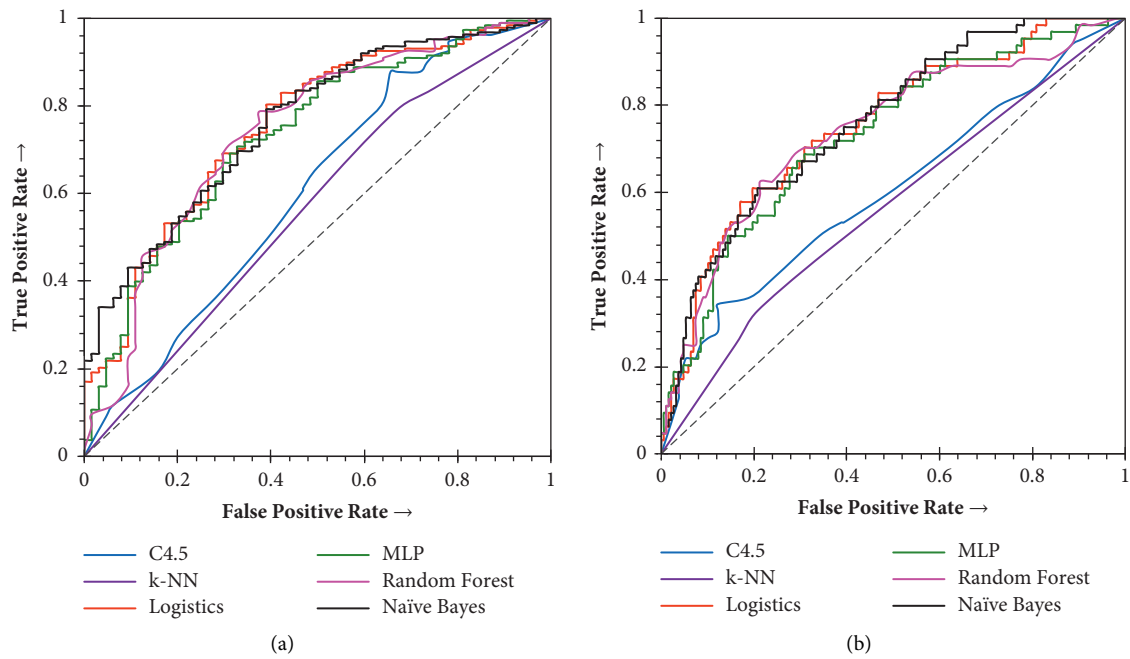 1
0.8
0.6
0.4
0.2
0
True Positive Rate →
0 0.2 0.4 0.6 0.8 1
False Positive Rate →
C4.5 MLP
k-NN Random Forest
Logistics Naïve Bayes
(a)
1
0.8
0.6
0.4
0.2
0
True Positive Rate →
0 0.2 0.4 0.6 0.8 1
False Positive Rate →
C4.5 MLP
k-NN Random Forest
Logistics Naïve Bayes
(b)